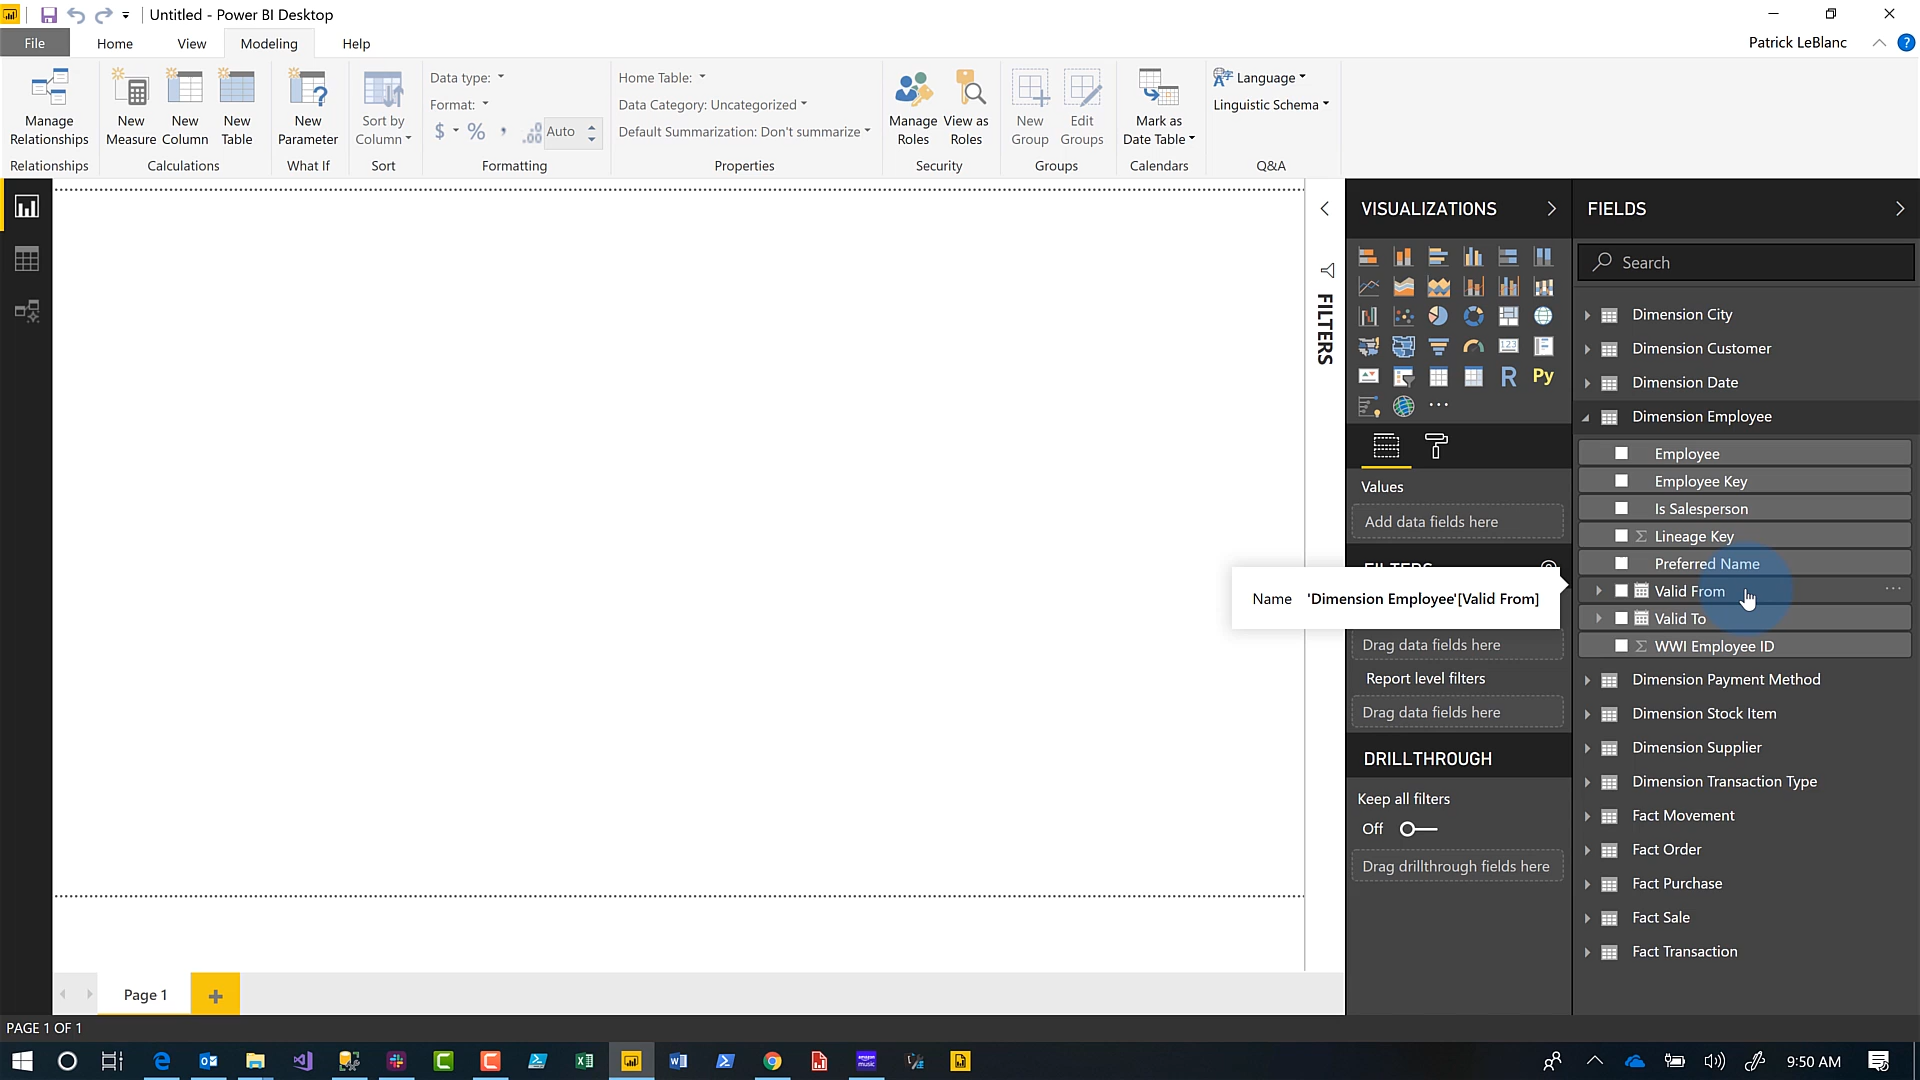 Untitled - Power BI Desktop
File
Home
View
Modeling
Help
Patrick LeBlanc
?
Manage Relationships
Relationships
New Measure
New Column
New Table
Calculations
New Parameter
What If
Sort by Column
Sort
Data type:
Format:
$ % , .00 Auto
Formatting
Home Table:
Data Category: Uncategorized
Default Summarization: Don't summarize
Properties
Manage Roles
View as Roles
Security
New Group
Edit Groups
Groups
Mark as Date Table
Calendars
Language
Linguistic Schema
Q&A
FILTERS
VISUALIZATIONS
123
R
Py
Values
Add data fields here
FILTERS
Name 'Dimension Employee'[Valid From]
Drag data fields here
Report level filters
Drag data fields here
DRILLTHROUGH
Keep all filters
Off
Drag drillthrough fields here
FIELDS
Search
Dimension City
Dimension Customer
Dimension Date
Dimension Employee
Employee
Employee Key
Is Salesperson
Σ Lineage Key
Preferred Name
Valid From
Valid To
Σ WWI Employee ID
Dimension Payment Method
Dimension Stock Item
Dimension Supplier
Dimension Transaction Type
Fact Movement
Fact Order
Fact Purchase
Fact Sale
Fact Transaction
Page 1
PAGE 1 OF 1
9:50 AM